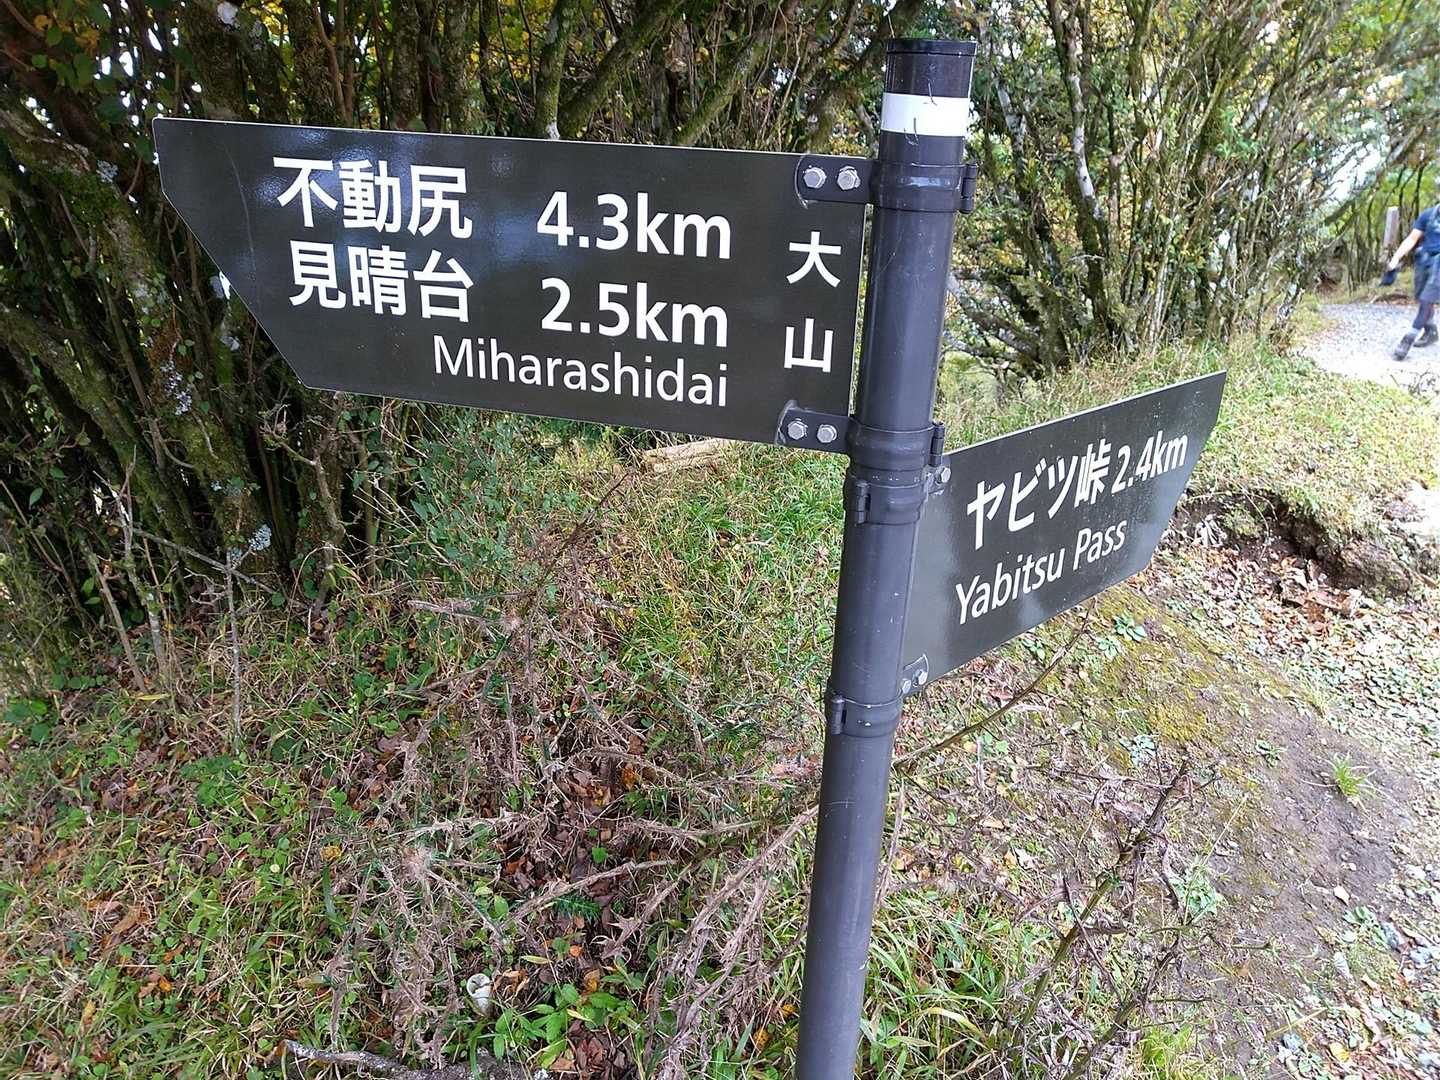 不動尻 4.3km
見晴台 2.5km
Miharashidai
大山
ヤビツ峠 2.4km
Yabitsu Pass